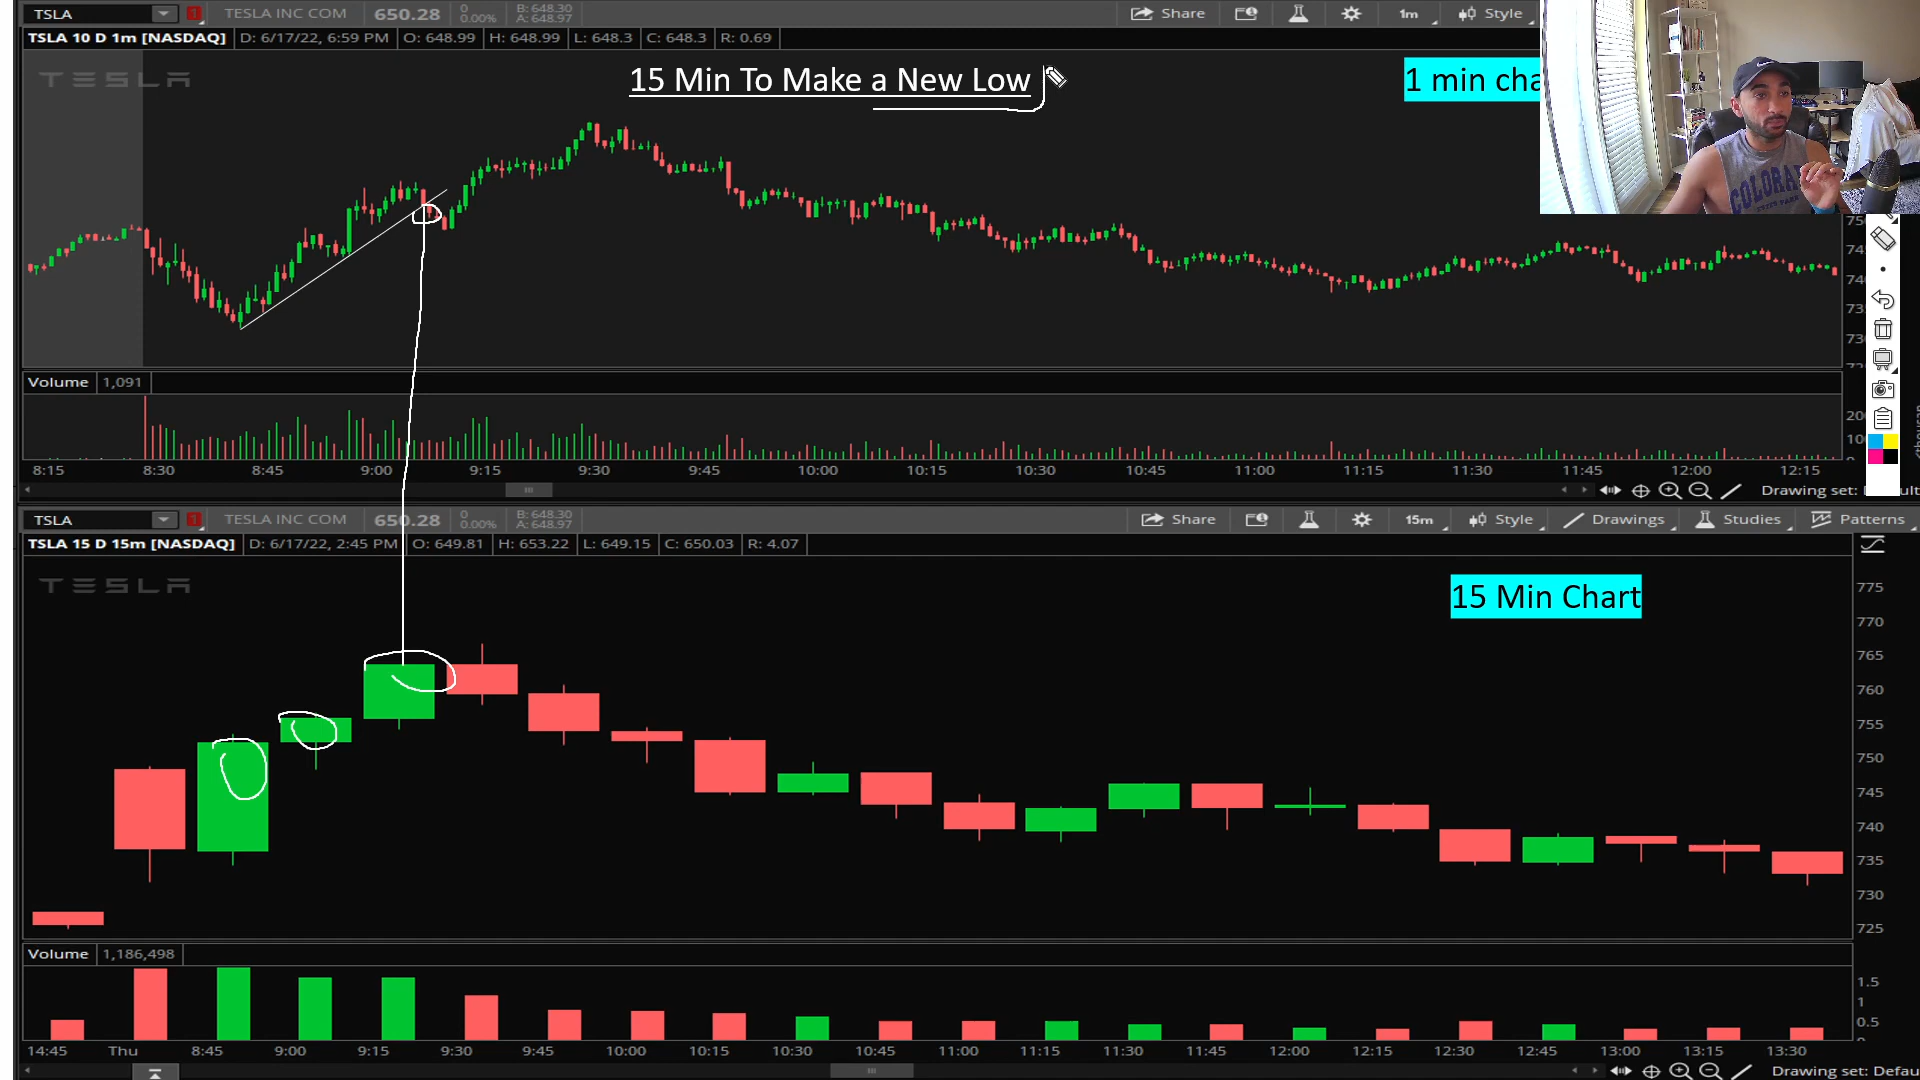 TSLA
1
TESLA INC COM
650.28
0
0.00%
B: 648.30
A: 648.97
Share
1m
Style
TSLA 10 D 1m [NASDAQ]
D: 6/17/22, 6:59 PM
O: 648.99
H: 648.99
L: 648.3
C: 648.3
R: 0.69
TESLA
15 Min To Make a New Low
1 min cha
COLORA
Volume
1,091
8:15 8:30 8:45 9:00 9:15 9:30 9:45 10:00 10:15 10:30 10:45 11:00 11:15 11:30 11:45 12:00 12:15
Drawing set:
TSLA
1
TESLA INC COM
650.28
0
0.00%
B: 648.30
A: 648.97
Share
15m
Style
Drawings
Studies
Patterns
TSLA 15 D 15m [NASDAQ]
D: 6/17/22, 2:45 PM
O: 649.81
H: 653.22
L: 649.15
C: 650.03
R: 4.07
TESLA
15 Min Chart
775
770
765
760
755
750
745
740
735
730
725
Volume
1,186,498
1.5
1
0.5
14:45 Thu 8:45 9:00 9:15 9:30 9:45 10:00 10:15 10:30 10:45 11:00 11:15 11:30 11:45 12:00 12:15 12:30 12:45 13:00 13:15 13:30
Drawing set: Defau